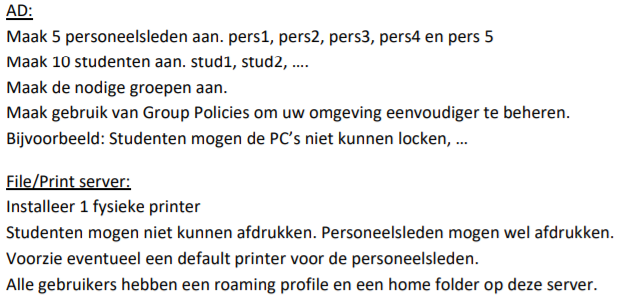 AD:
Maak 5 personeelsleden aan. pers1, pers2, pers3, pers4 en pers 5
Maak 10 studenten aan. stud1, stud2, ….
Maak de nodige groepen aan.
Maak gebruik van Group Policies om uw omgeving eenvoudiger te beheren.
Bijvoorbeeld: Studenten mogen de PC’s niet kunnen locken, …
File/Print server:
Installeer 1 fysieke printer
Studenten mogen niet kunnen afdrukken. Personeelsleden mogen wel afdrukken.
Voorzie eventueel een default printer voor de personeelsleden.
Alle gebruikers hebben een roaming profile en een home folder op deze server.